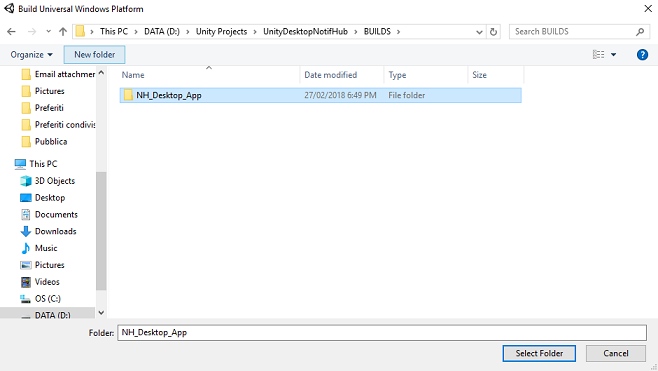 Build Universal Windows Platform
This PC > DATA (D:) > Unity Projects > UnityDesktopNotifHub > BUILDS >
Search BUILDS
Organize
New folder
Name
Date modified
Type
Size
NH_Desktop_App
27/02/2018 6:49 PM
File folder
Email attachmen
Pictures
Preferiti
Preferiti condivis
Pubblica
This PC
3D Objects
Desktop
Documents
Downloads
Music
Pictures
Videos
OS (C:)
DATA (D:)
Folder: NH_Desktop_App
Select Folder
Cancel